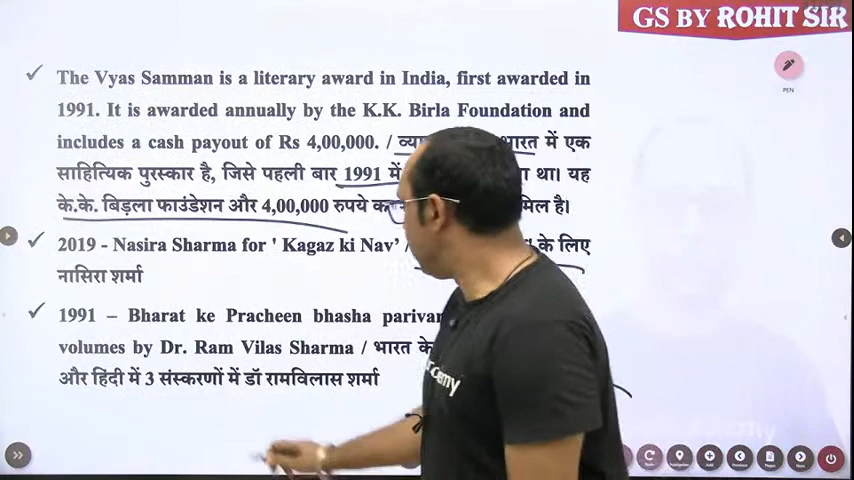 GS BY ROHIT SIR
The Vyas Samman is a literary award in India, first awarded in
PEN
1991. It is awarded annually by the K.K. Birla Foundation and
includes a cash payout of Rs 4,00,000. / भारत में एक
साहित्यिक पुरस्कार है, जिसे पहली बार 1991 में था। यह
के.के. बिड़ला फाउंडेशन और 4,00,000 रुपये है।
2019 - Nasira Sharma for ' Kagaz ki Nav' के लिए
नासिरा शर्मा
1991 – Bharat ke Pracheen bhasha
volumes by Dr. Ram Vilas Sharma / भारत के
और हिंदी में 3 संस्करणों में डॉ रामविलास शर्मा